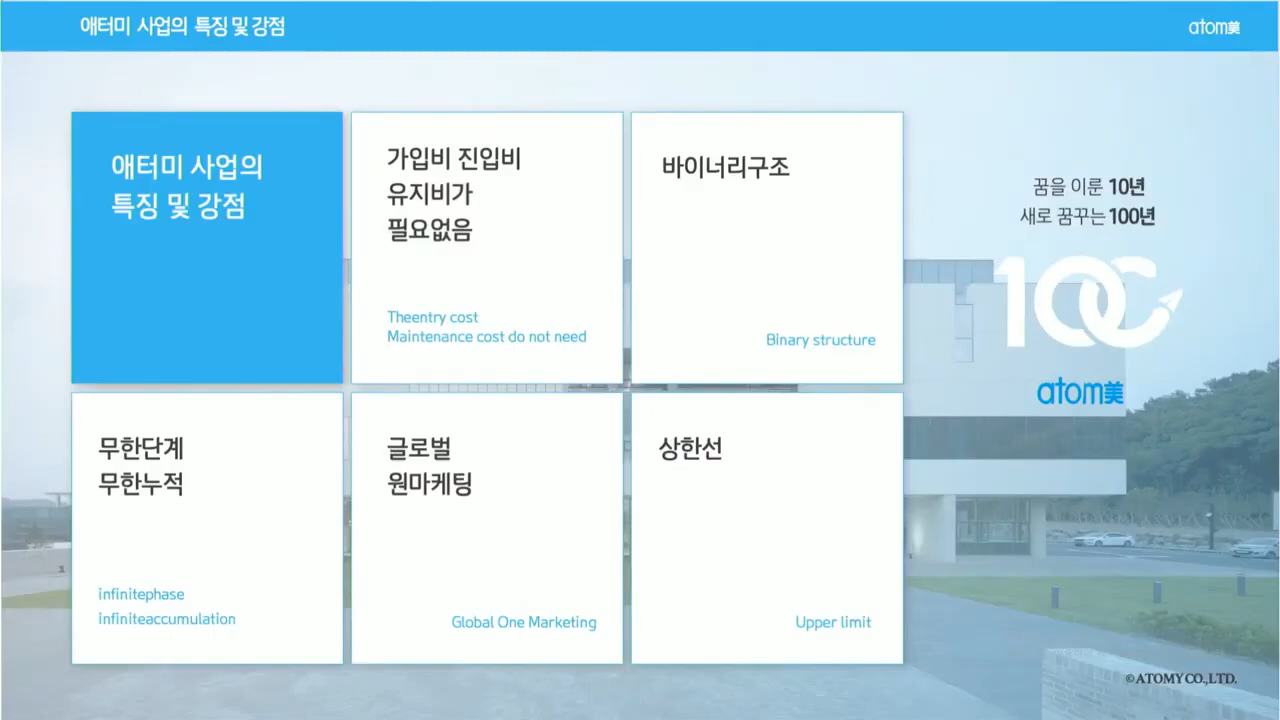 애터미 사업의 특징 및 강점
atom美
애터미 사업의
특징 및 강점
가입비 진입비
유지비가
필요없음
Theentry cost
Maintenance cost do not need
바이너리구조
Binary structure
꿈을 이룬 10년
새로 꿈꾸는 100년
100
atom美
무한단계
무한누적
infinitephase
infiniteaccumulation
글로벌
원마케팅
Global One Marketing
상한선
Upper limit
©ATOMY CO., LTD.